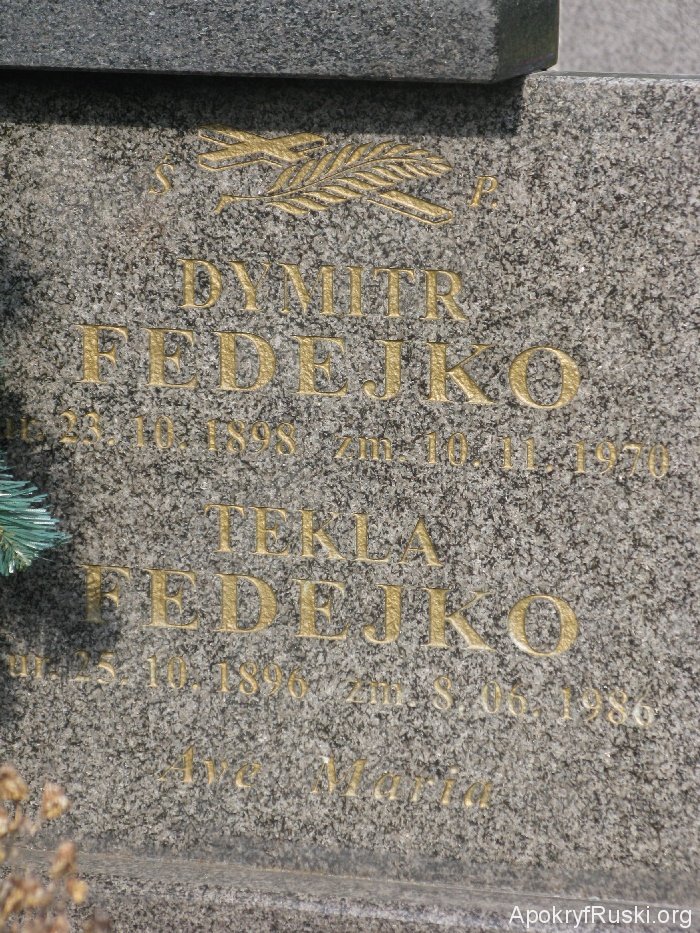 Ś. P.
DYMITR
FEDEJKO
ur. 23. 10. 1898 zm. 10. 11. 1970
TEKLA
FEDEJKO
ur. 25. 10. 1896 zm. 8. 06. 1986
Ave Maria
ApokryfRuski.org